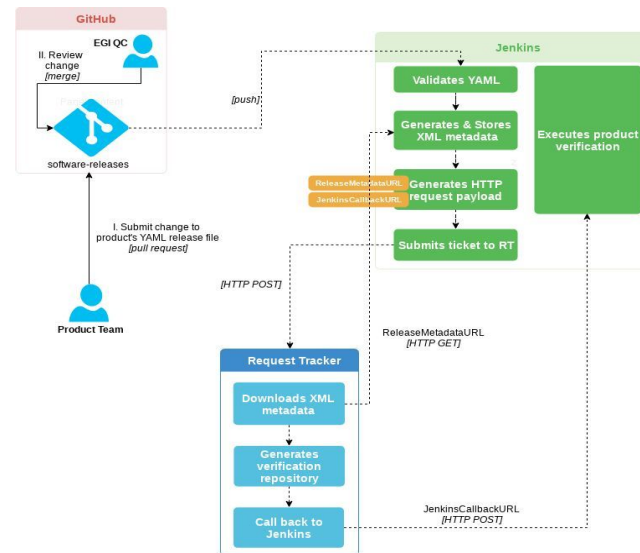 GitHub
EGI QC
II. Review
change
[merge]
software-releases
I. Submit change to
product's YAML release file
[pull request]
Product Team
[push]
Jenkins
Validates YAML
Generates & Stores
XML metadata
ReleaseMetadataURL
JenkinsCallbackURL
Generates HTTP
request payload
Submits ticket to RT
Executes product
verification
[HTTP POST]
ReleaseMetadataURL
[HTTP GET]
Request Tracker
Downloads XML
metadata
Generates
verification
repository
Call back to
Jenkins
JenkinsCallbackURL
[HTTP POST]